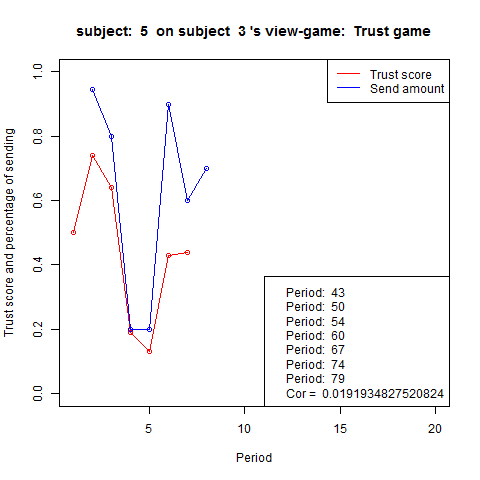 subject:  5  on subject  3 's view-game:  Trust game
Trust score and percentage of sending
1.0
0.8
0.6
0.4
0.2
0.0
Trust score
Send amount
Period:  43
Period:  50
Period:  54
Period:  60
Period:  67
Period:  74
Period:  79
Cor =  0.0191934827520824
5
10
15
20
Period